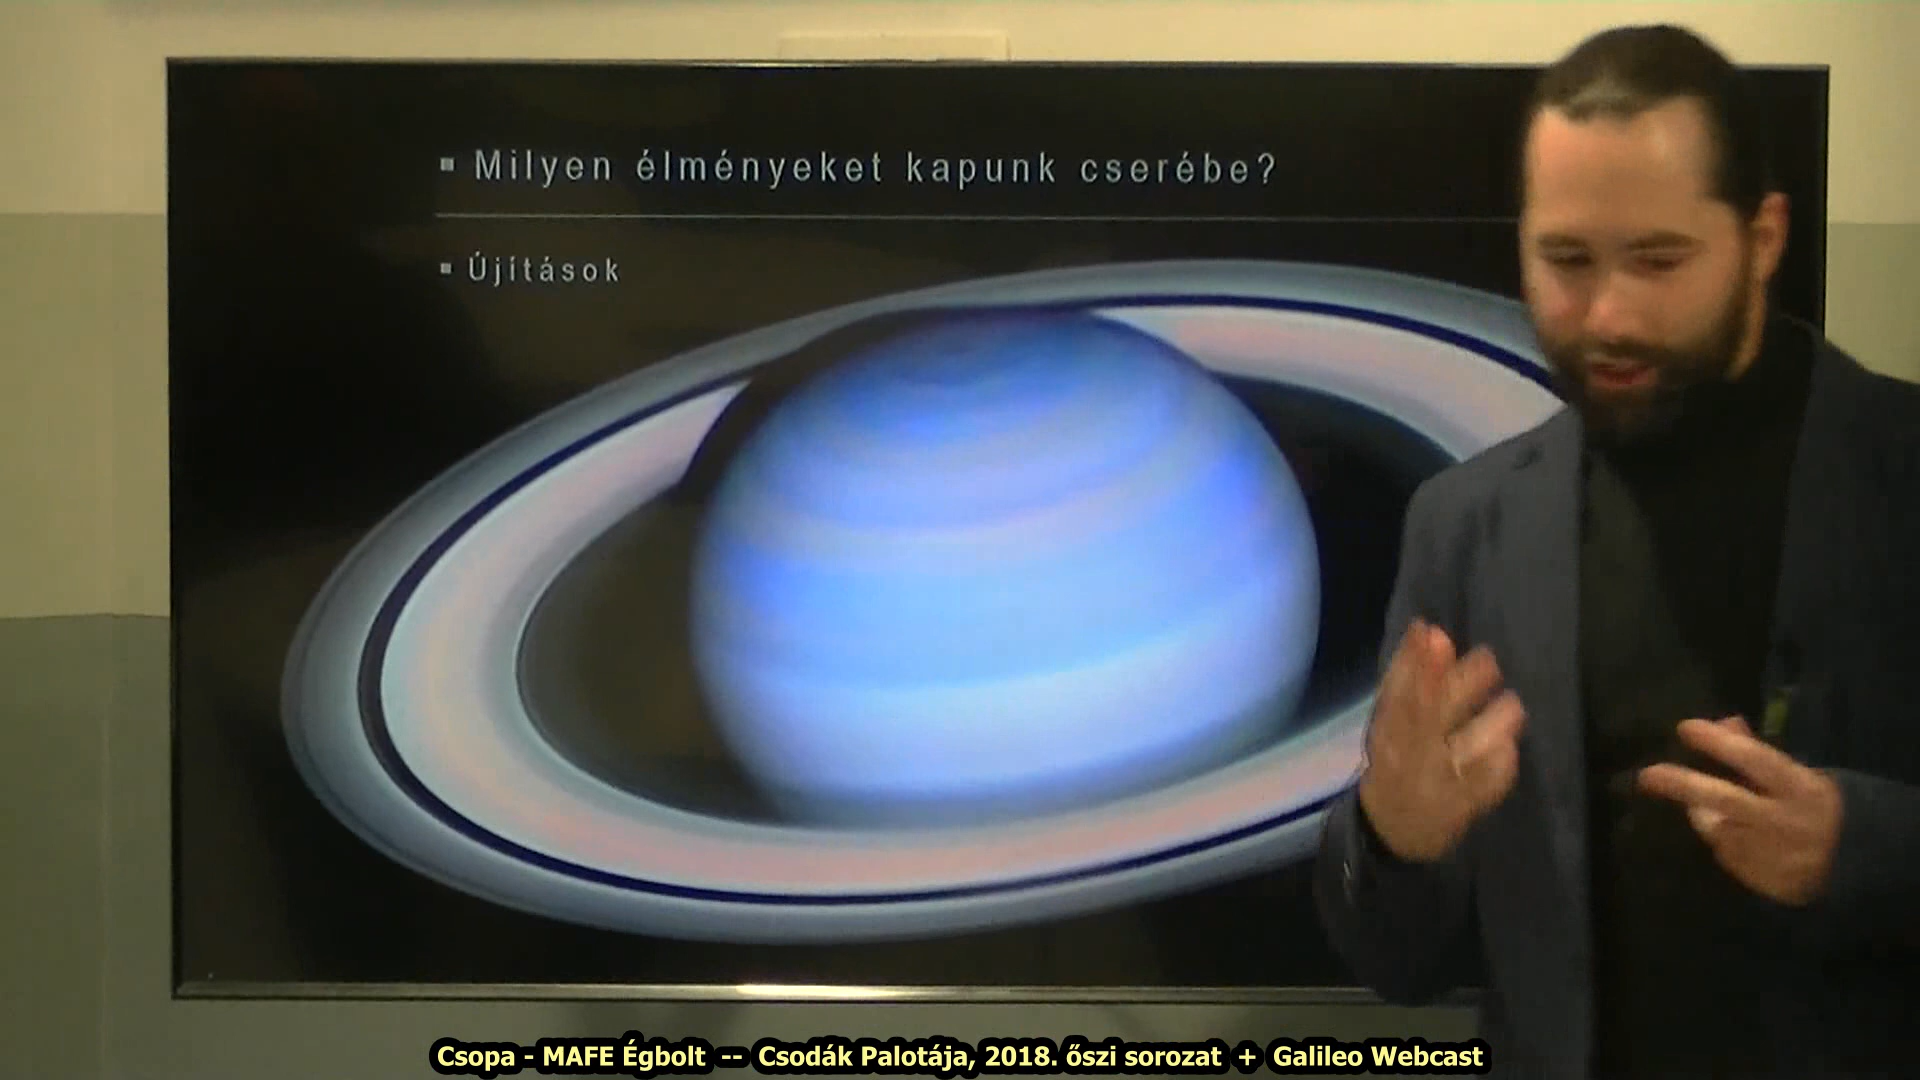 ▪ Milyen élményeket kapunk cserébe?
▪ Újítások
Csopa - MAFE Égbolt -- Csodák Palotája, 2018. őszi sorozat + Galileo Webcast